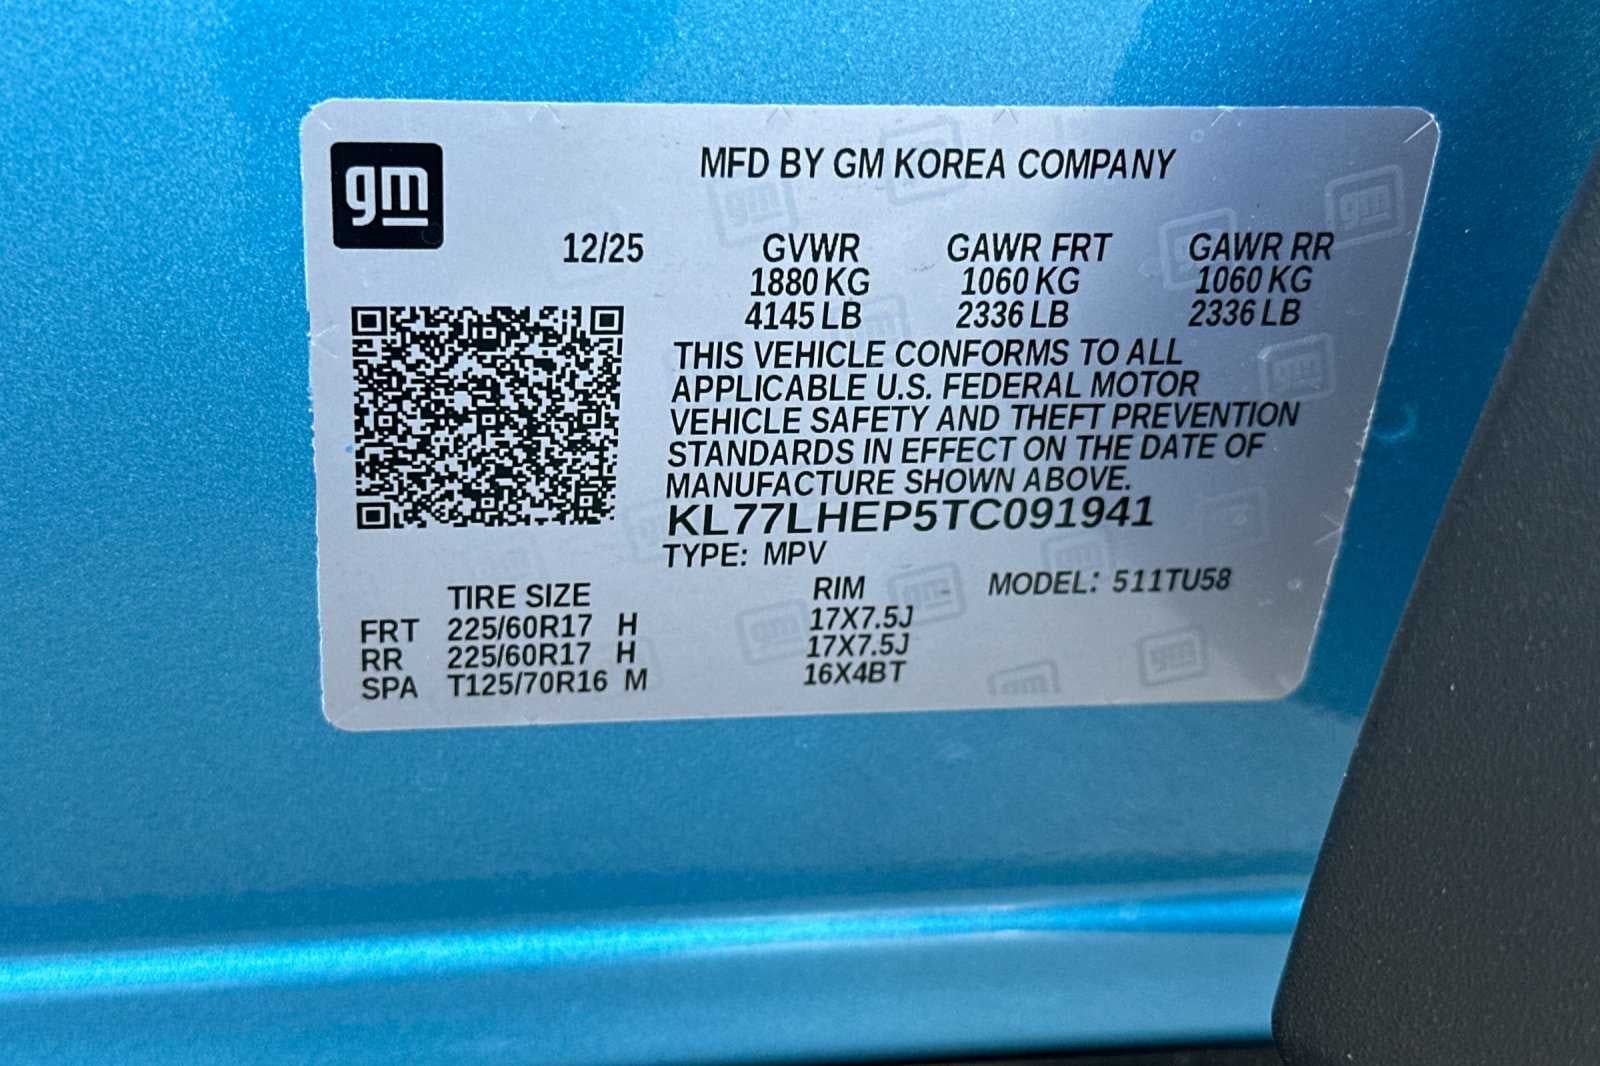 gm
MFD BY GM KOREA COMPANY
12/25 GVWR GAWR FRT GAWR RR
1880 KG 1060 KG 1060 KG
4145 LB 2336 LB 2336 LB
THIS VEHICLE CONFORMS TO ALL
APPLICABLE U.S. FEDERAL MOTOR
VEHICLE SAFETY AND THEFT PREVENTION
STANDARDS IN EFFECT ON THE DATE OF
MANUFACTURE SHOWN ABOVE.
KL77LHEP5TC091941
TYPE: MPV
TIRE SIZE RIM MODEL: 511TU58
FRT 225/60R17 H 17X7.5J
RR 225/60R17 H 17X7.5J
SPA T125/70R16 M 16X4BT